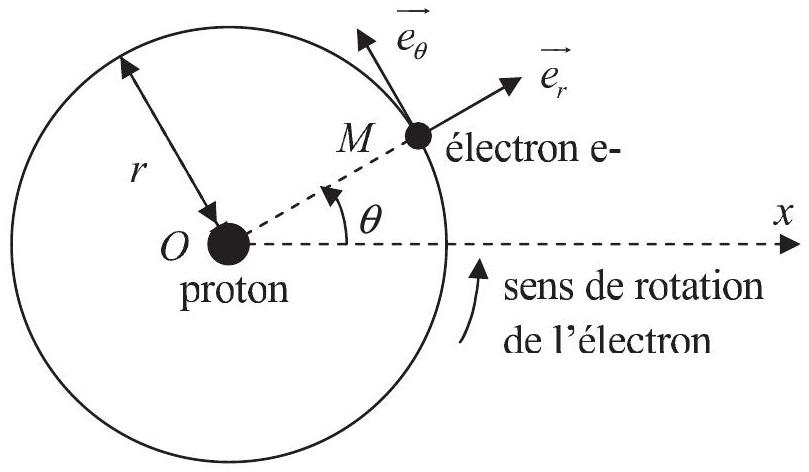 e_θ
e_r
M
électron e-
r
θ
x
O
proton
sens de rotation
de l’électron